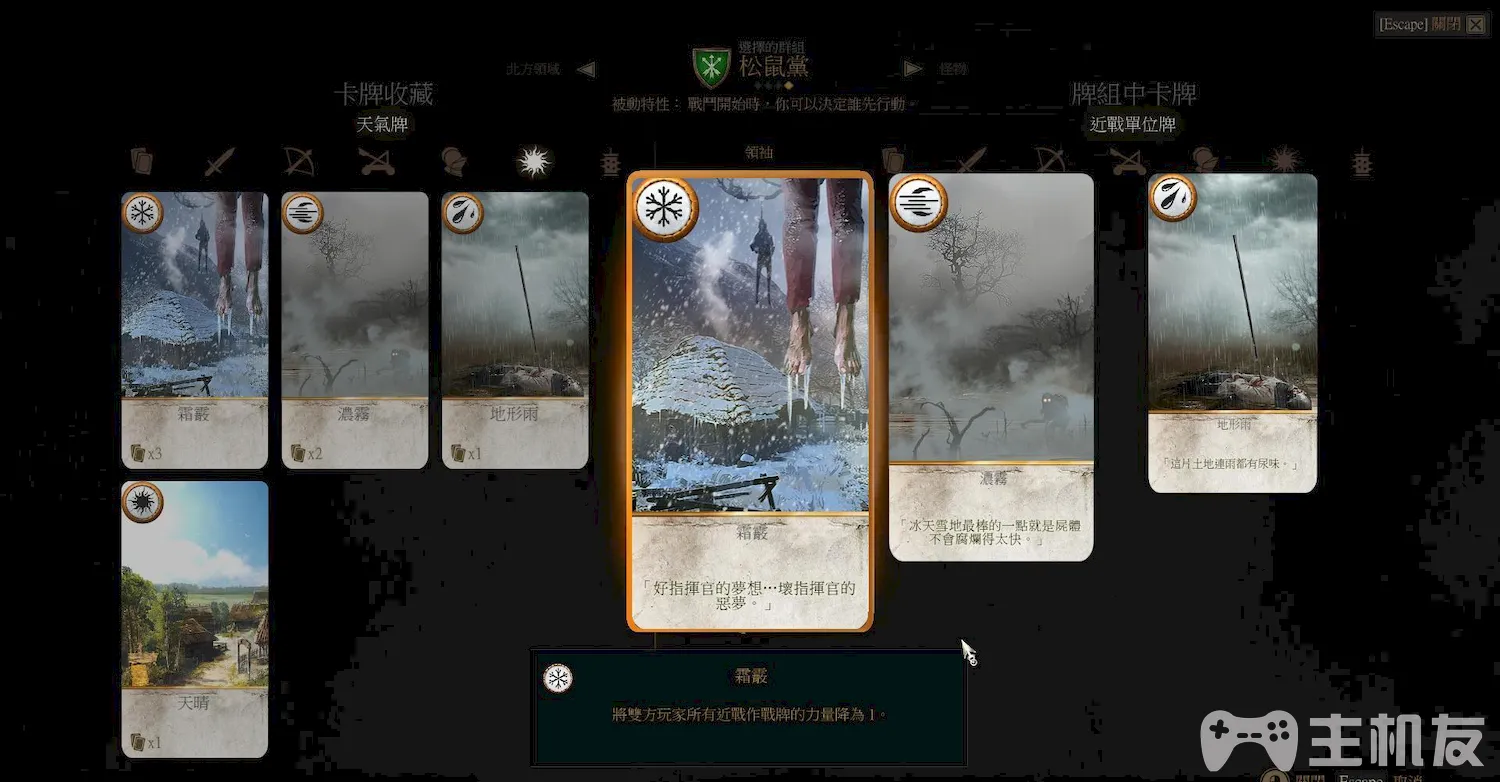 [Escape] 關閉
選擇的群組
北方領域
松鼠黨
怪物
被動特性： 戰鬥開始時，你可以決定誰先行動。
卡牌收藏
天氣牌
牌組中卡牌
近戰單位牌
領袖
霜霰
x3
濃霧
x2
地形雨
x1
天晴
x1
霜霰
「好指揮官的夢想…壞指揮官的
惡夢。」
濃霧
「冰天雪地最棒的一點就是屍體
不會腐爛得太快。」
地形雨
「這片土地連雨都有尿味。」
霜霰
將雙方玩家所有近戰作戰牌的力量降為 1。
主机友
Escape 取消